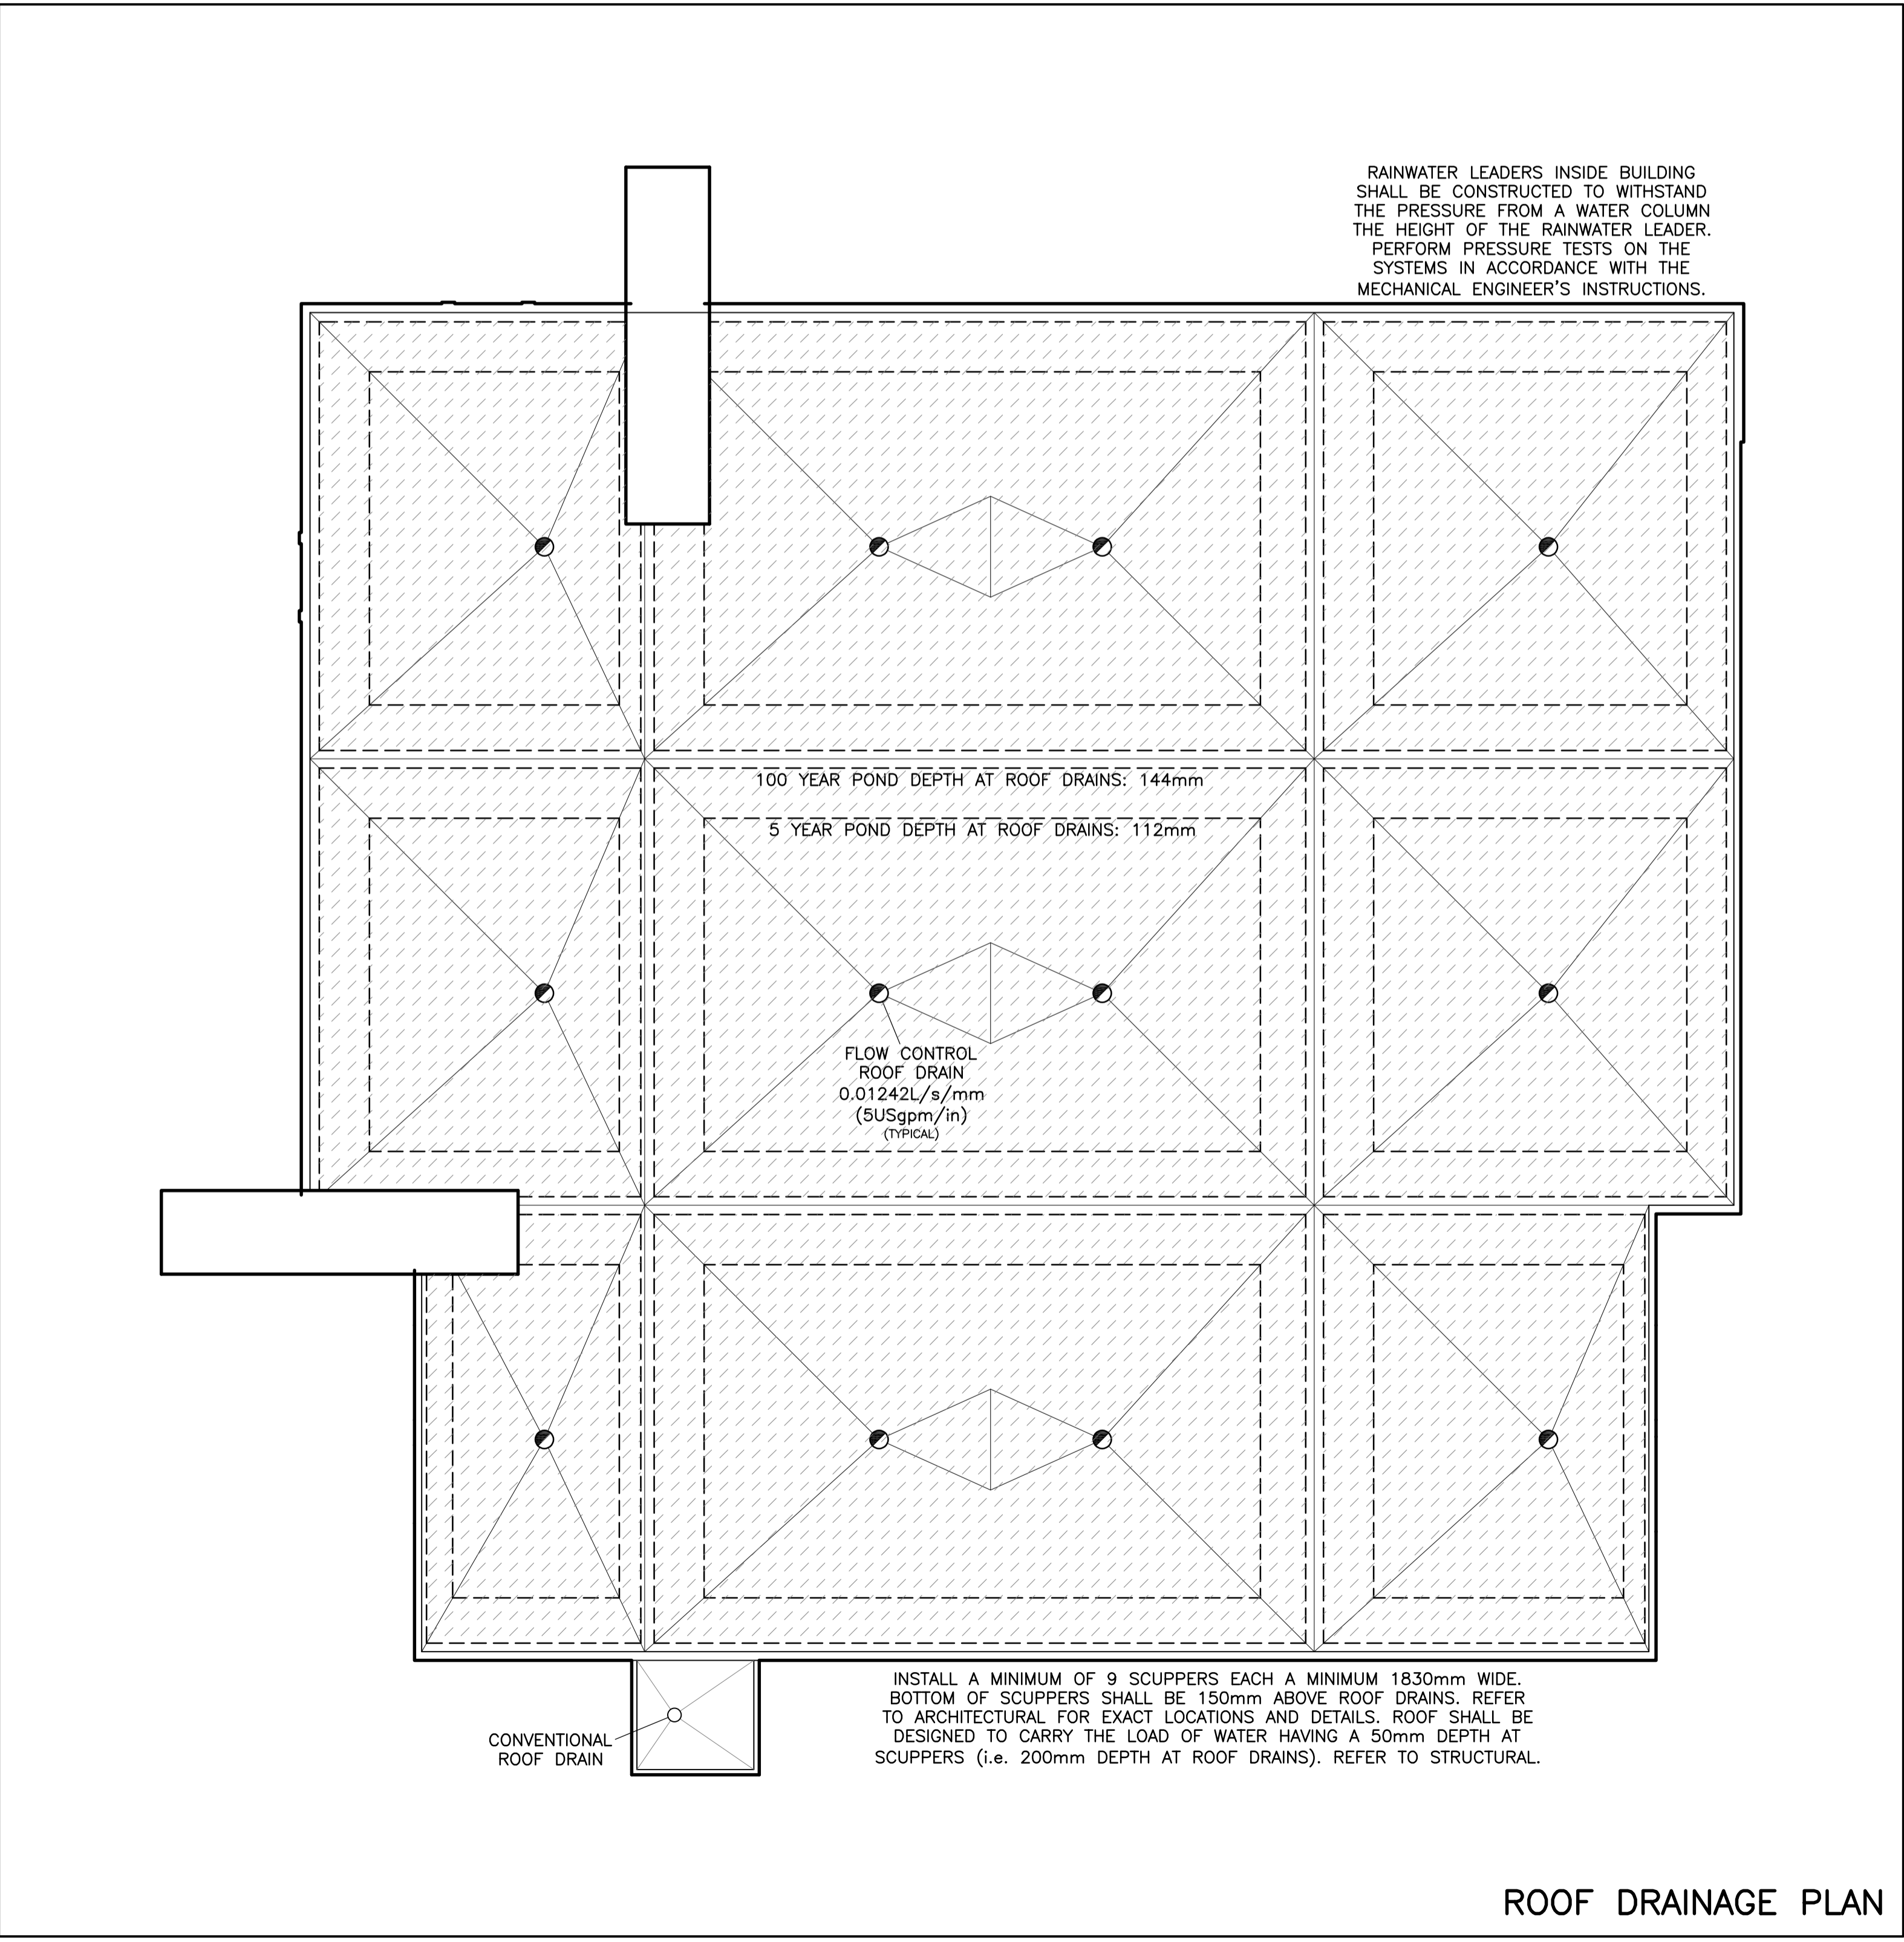 RAINWATER LEADERS INSIDE BUILDING
SHALL BE CONSTRUCTED TO WITHSTAND
THE PRESSURE FROM A WATER COLUMN
THE HEIGHT OF THE RAINWATER LEADER.
PERFORM PRESSURE TESTS ON THE
SYSTEMS IN ACCORDANCE WITH THE
MECHANICAL ENGINEER'S INSTRUCTIONS.
100 YEAR POND DEPTH AT ROOF DRAINS: 144mm
5 YEAR POND DEPTH AT ROOF DRAINS: 112mm
FLOW CONTROL
ROOF DRAIN
0.01242L/s/mm
(5USgpm/in)
(TYPICAL)
INSTALL A MINIMUM OF 9 SCUPPERS EACH A MINIMUM 1830mm WIDE.
BOTTOM OF SCUPPERS SHALL BE 150mm ABOVE ROOF DRAINS. REFER
TO ARCHITECTURAL FOR EXACT LOCATIONS AND DETAILS. ROOF SHALL BE
DESIGNED TO CARRY THE LOAD OF WATER HAVING A 50mm DEPTH AT
SCUPPERS (i.e. 200mm DEPTH AT ROOF DRAINS). REFER TO STRUCTURAL.
CONVENTIONAL
ROOF DRAIN
ROOF DRAINAGE PLAN